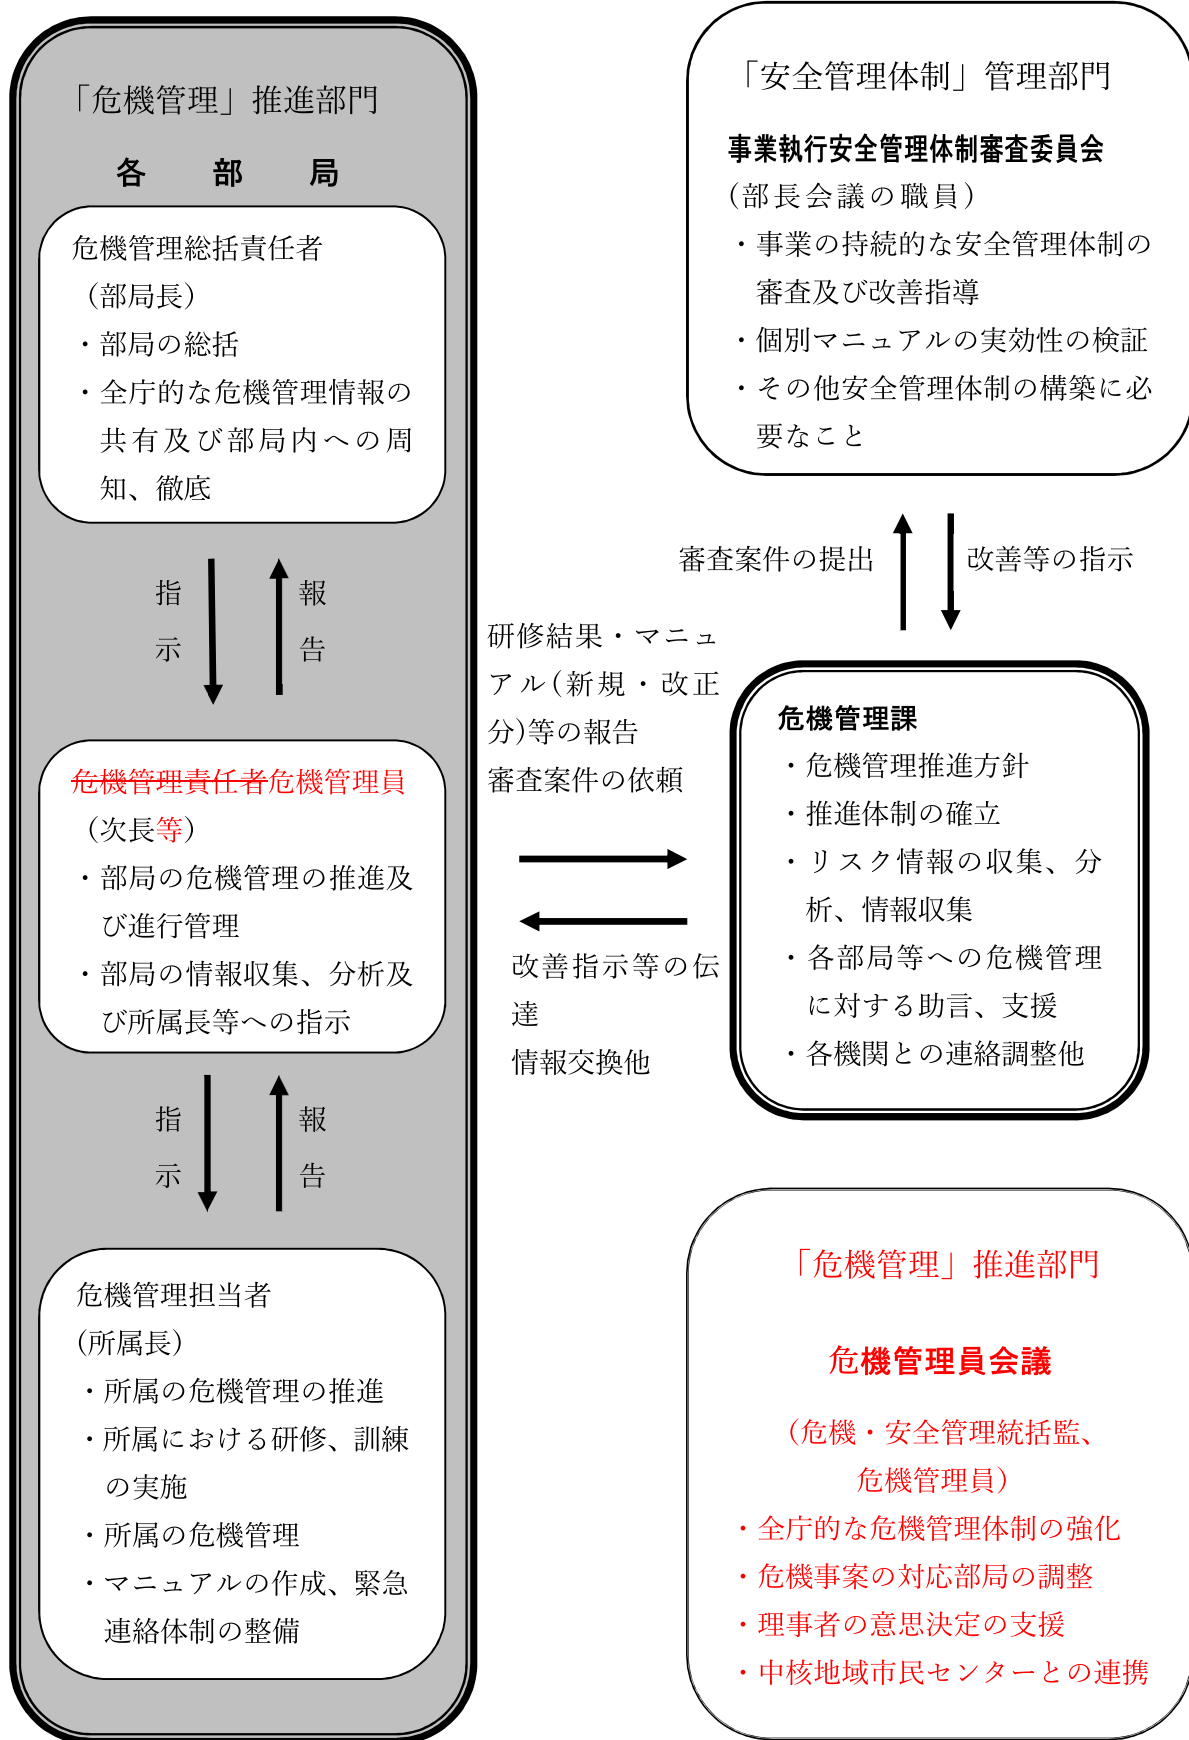 「危機管理」推進部門
各　部　局
危機管理総括責任者
（部局長）
・部局の総括
・全庁的な危機管理情報の
共有及び部局内への周
知、徹底
指
示
報
告
危機管理責任者危機管理員
（次長等）
・部局の危機管理の推進及
び進行管理
・部局の情報収集、分析及
び所属長等への指示
指
示
報
告
危機管理担当者
(所属長)
・所属の危機管理の推進
・所属における研修、訓練
の実施
・所属の危機管理
・マニュアルの作成、緊急
連絡体制の整備
研修結果・マニュ
アル(新規・改正
分)等の報告
審査案件の依頼
改善指示等の伝
達
情報交換他
「安全管理体制」管理部門
事業執行安全管理体制審査委員会
(部長会議の職員)
・事業の持続的な安全管理体制の
審査及び改善指導
・個別マニュアルの実効性の検証
・その他安全管理体制の構築に必
要なこと
審査案件の提出
改善等の指示
危機管理課
・危機管理推進方針
・推進体制の確立
・リスク情報の収集、分
析、情報収集
・各部局等への危機管理
に対する助言、支援
・各機関との連絡調整他
「危機管理」推進部門
危機管理員会議
（危機・安全管理統括監、
危機管理員）
・全庁的な危機管理体制の強化
・危機事案の対応部局の調整
・理事者の意思決定の支援
・中核地域市民センターとの連携